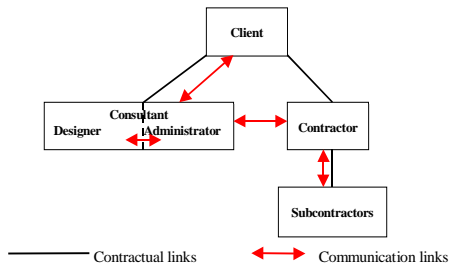 Client
Consultant
Designer Administrator
Contractor
Subcontractors
Contractual links Communication links